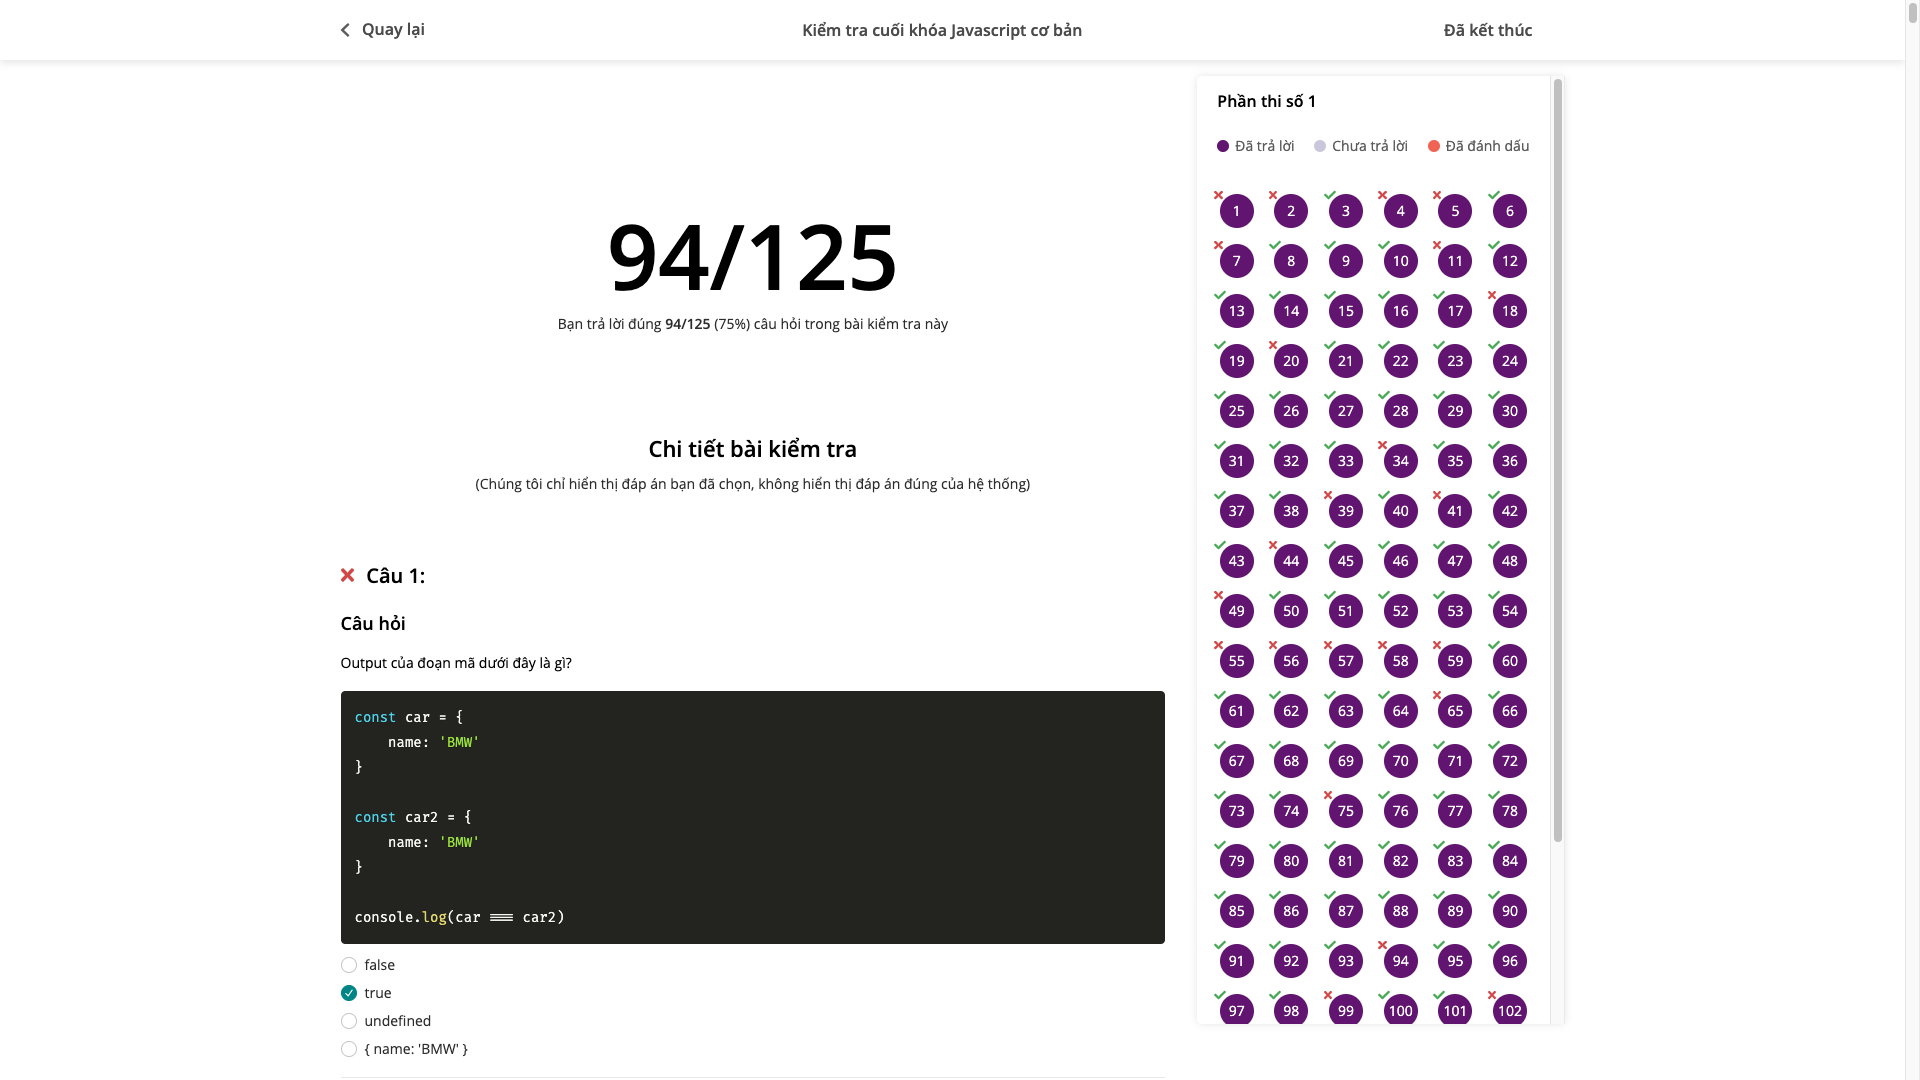 Quay lại
Kiểm tra cuối khóa Javascript cơ bản
Đã kết thúc
94/125
Bạn trả lời đúng 94/125 (75%) câu hỏi trong bài kiểm tra này
Chi tiết bài kiểm tra
(Chúng tôi chỉ hiển thị đáp án bạn đã chọn, không hiển thị đáp án đúng của hệ thống)
Câu 1:
Câu hỏi
Output của đoạn mã dưới đây là gì?
const car = {
    name: 'BMW'
}
const car2 = {
    name: 'BMW'
}
console.log(car === car2)
false
true
undefined
{ name: 'BMW' }
Phần thi số 1
Đã trả lời Chưa trả lời Đã đánh dấu
1 2 3 4 5 6
7 8 9 10 11 12
13 14 15 16 17 18
19 20 21 22 23 24
25 26 27 28 29 30
31 32 33 34 35 36
37 38 39 40 41 42
43 44 45 46 47 48
49 50 51 52 53 54
55 56 57 58 59 60
61 62 63 64 65 66
67 68 69 70 71 72
73 74 75 76 77 78
79 80 81 82 83 84
85 86 87 88 89 90
91 92 93 94 95 96
97 98 99 100 101 102